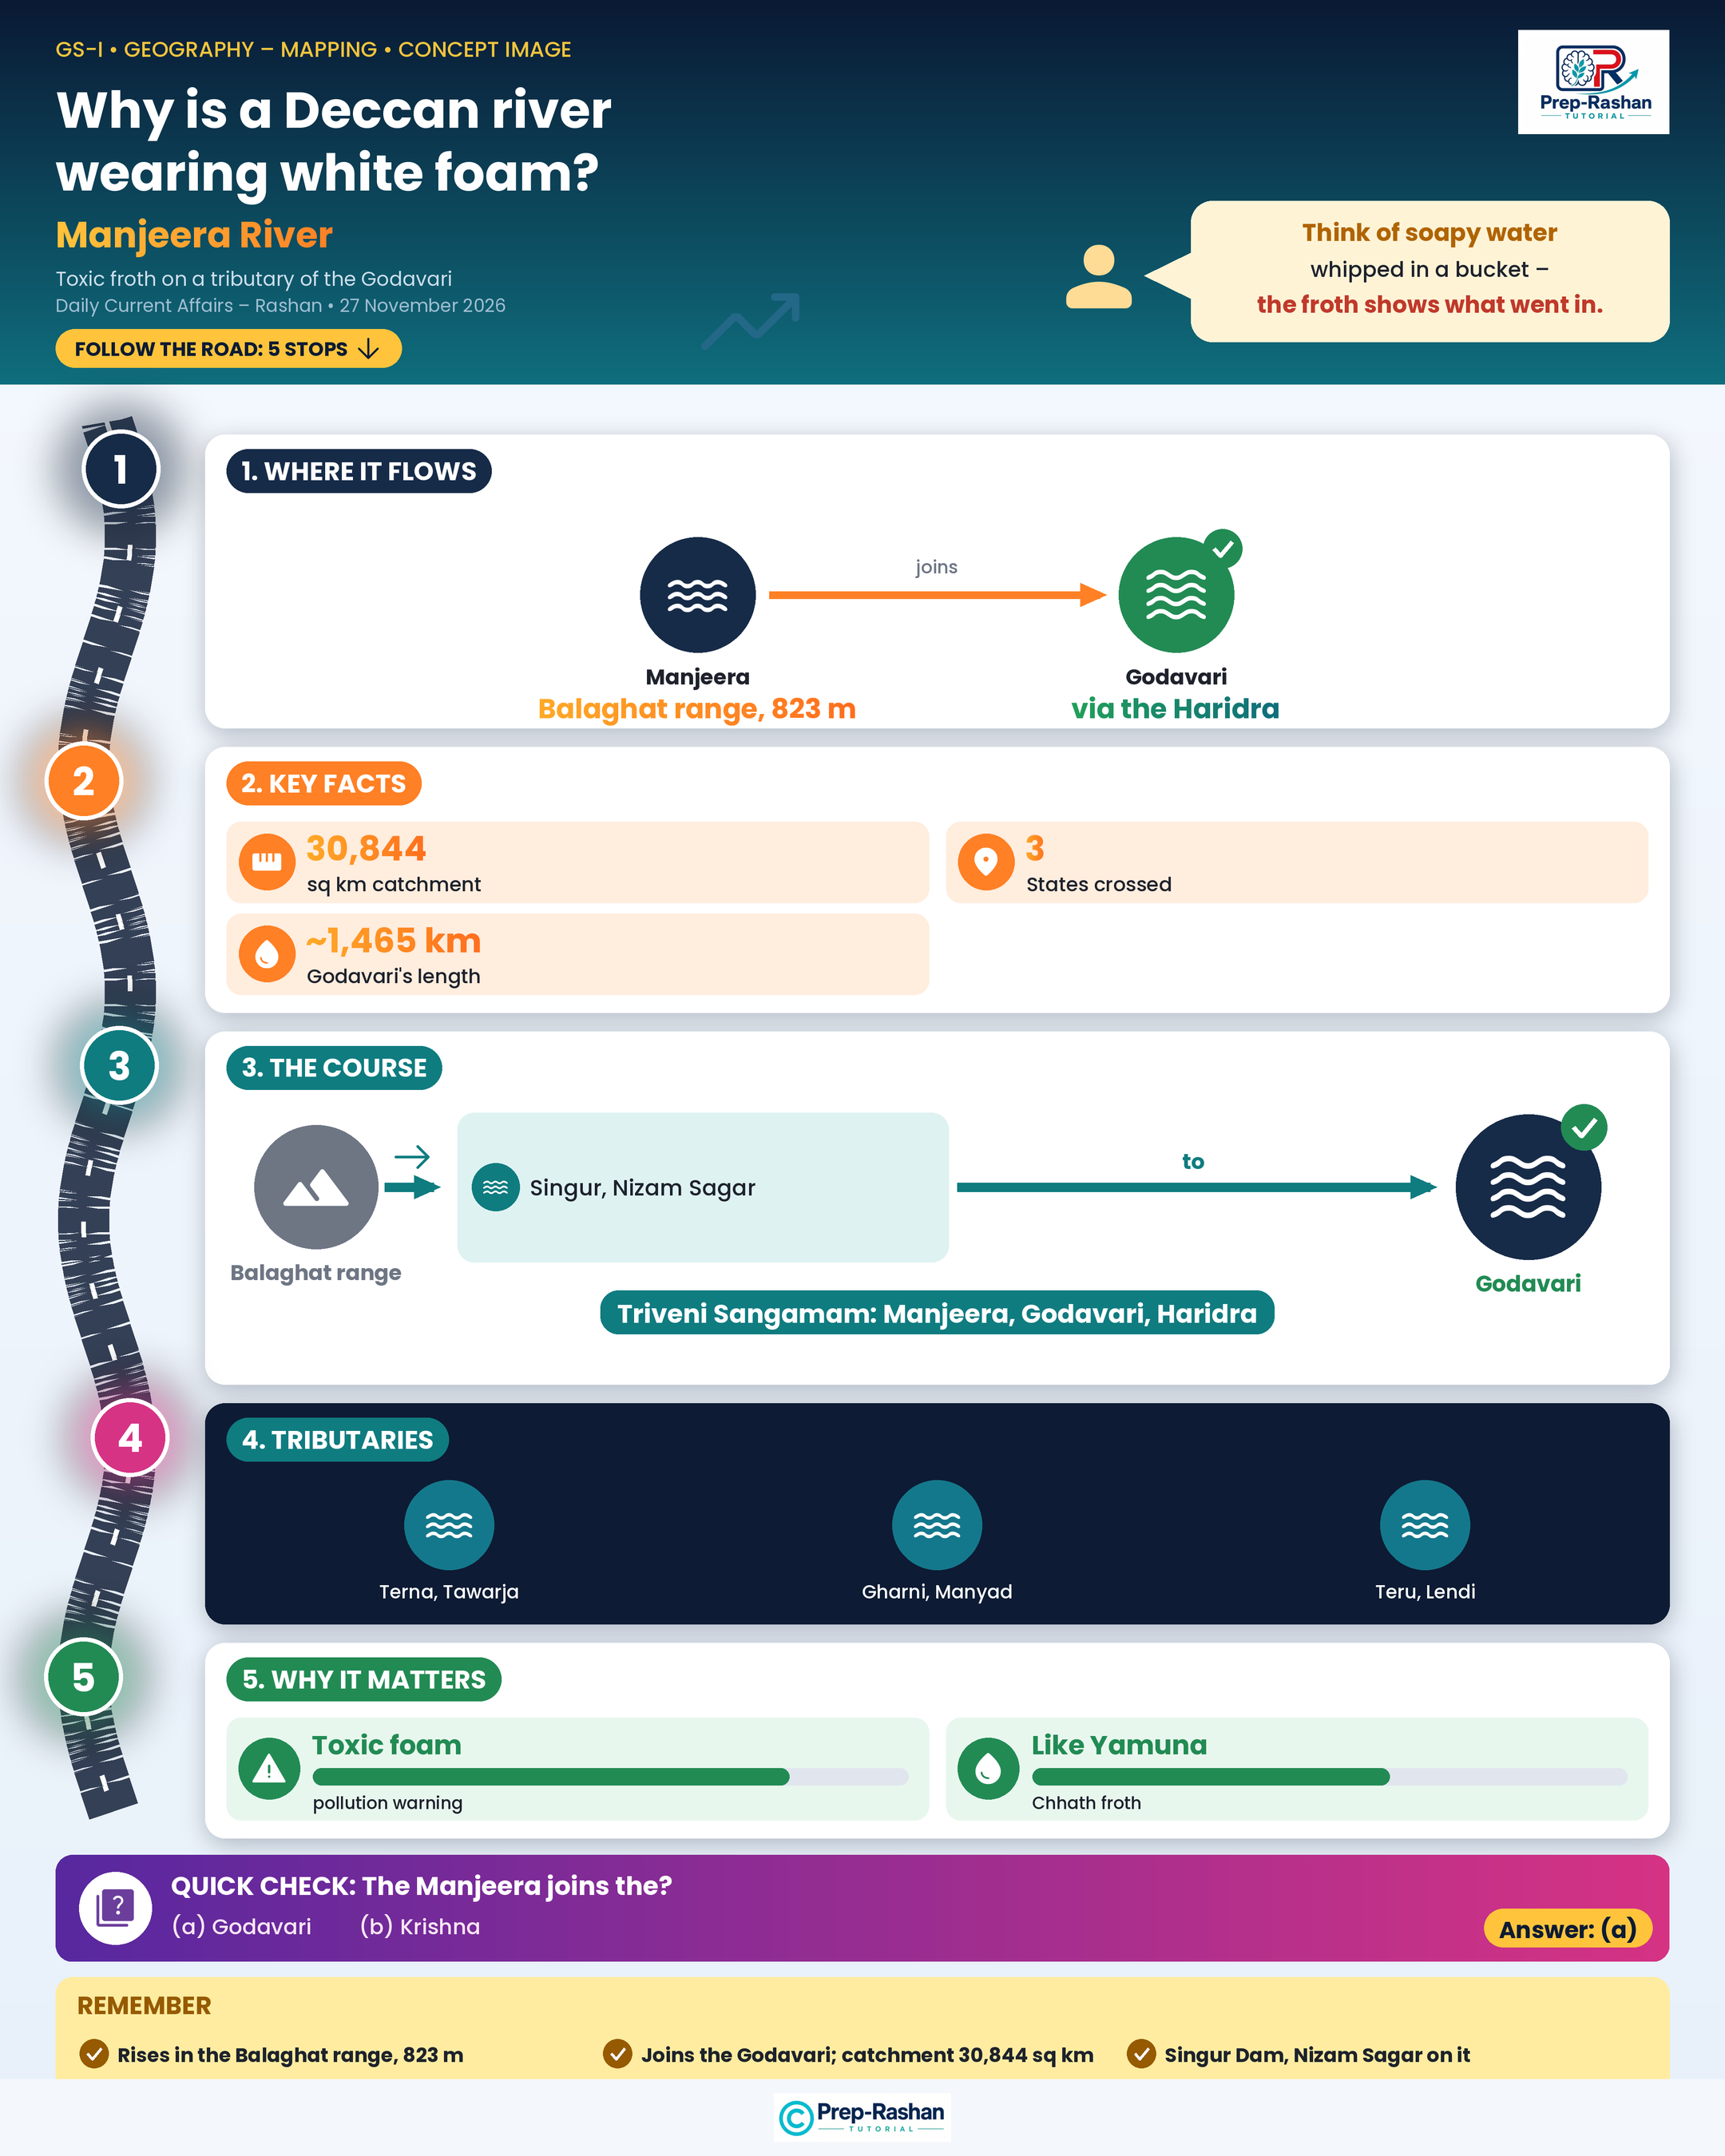 GS-I • GEOGRAPHY – MAPPING • CONCEPT IMAGE
Why is a Deccan river
wearing white foam?
Manjeera River
Toxic froth on a tributary of the Godavari
Daily Current Affairs – Rashan • 27 November 2026
FOLLOW THE ROAD: 5 STOPS
Prep-Rashan
TUTORIAL
Think of soapy water
whipped in a bucket –
the froth shows what went in.
1
1. WHERE IT FLOWS
joins
Manjeera
Balaghat range, 823 m
Godavari
via the Haridra
2
2. KEY FACTS
30,844
sq km catchment
3
States crossed
~1,465 km
Godavari's length
3
3. THE COURSE
Balaghat range
Singur, Nizam Sagar
to
Godavari
Triveni Sangamam: Manjeera, Godavari, Haridra
4
4. TRIBUTARIES
Terna, Tawarja
Gharni, Manyad
Teru, Lendi
5
5. WHY IT MATTERS
Toxic foam
pollution warning
Like Yamuna
Chhath froth
QUICK CHECK: The Manjeera joins the?
(a) Godavari (b) Krishna
Answer: (a)
REMEMBER
Rises in the Balaghat range, 823 m
Joins the Godavari; catchment 30,844 sq km
Singur Dam, Nizam Sagar on it
© Prep-Rashan
TUTORIAL